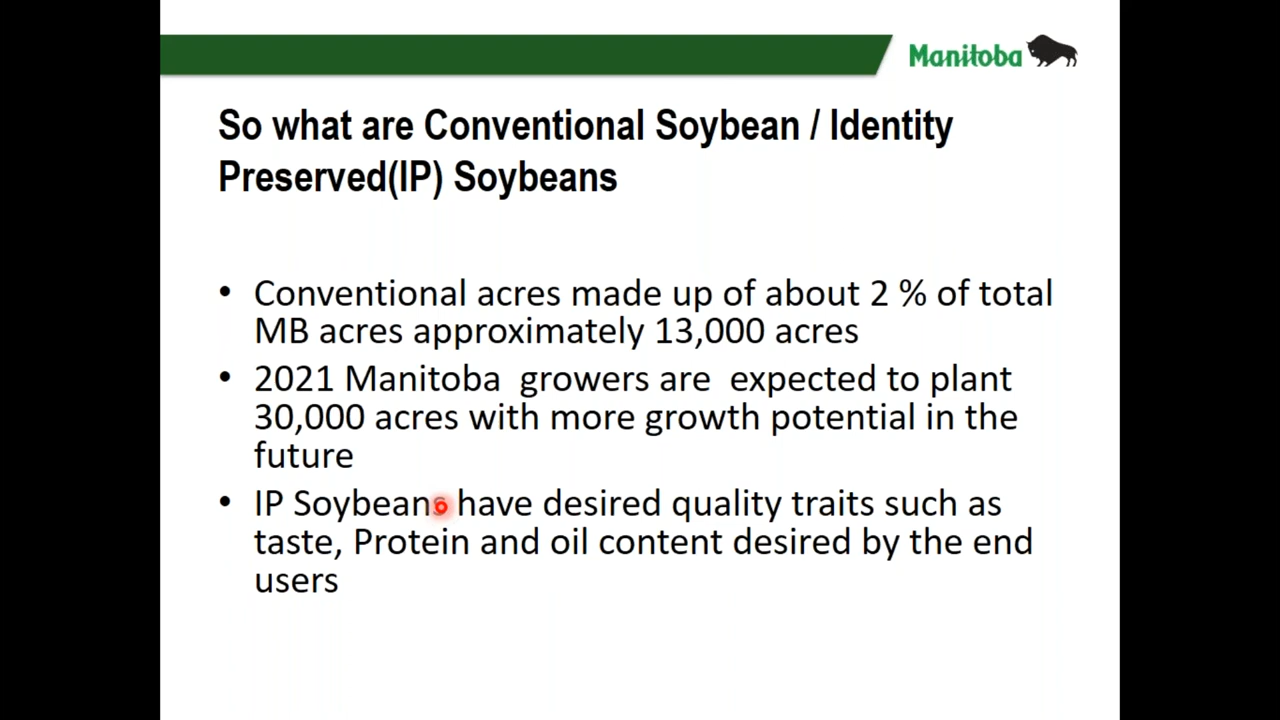 Manitoba
So what are Conventional Soybean / Identity
Preserved(IP) Soybeans
• Conventional acres made up of about 2 % of total
MB acres approximately 13,000 acres
• 2021 Manitoba growers are expected to plant
30,000 acres with more growth potential in the
future
• IP Soybeans have desired quality traits such as
taste, Protein and oil content desired by the end
users